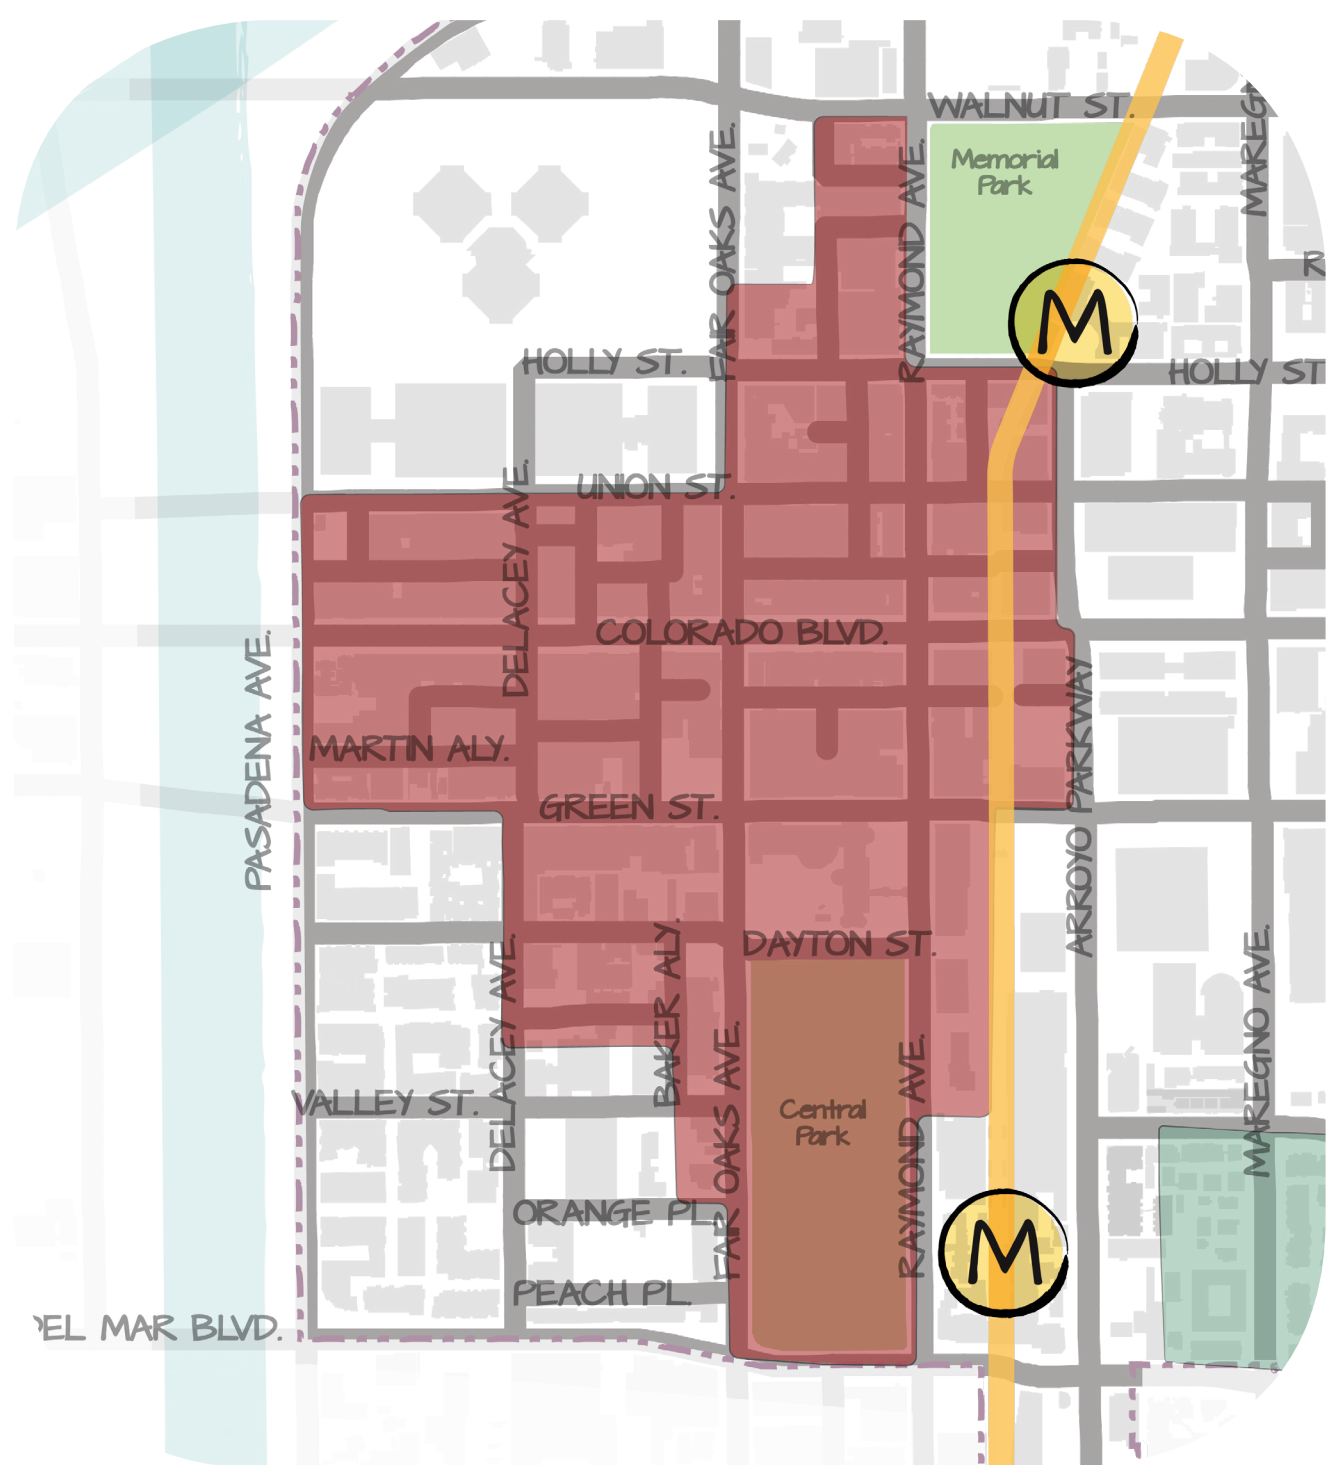 WALNUT ST.
MAREG
Memorial
Park
FAIR OAKS AVE.
RAYMOND AVE.
R
M
HOLLY ST.
HOLLY ST
UNION ST.
DELACEY AVE.
COLORADO BLVD.
PASADENA AVE.
ARROYO PARKWAY
MARTIN ALY.
GREEN ST.
DAYTON ST.
BAKER ALY.
DELACEY AVE.
MAREGNO AVE.
FAIR OAKS AVE.
RAYMOND AVE.
VALLEY ST.
Central
Park
ORANGE PL.
M
PEACH PL.
DEL MAR BLVD.